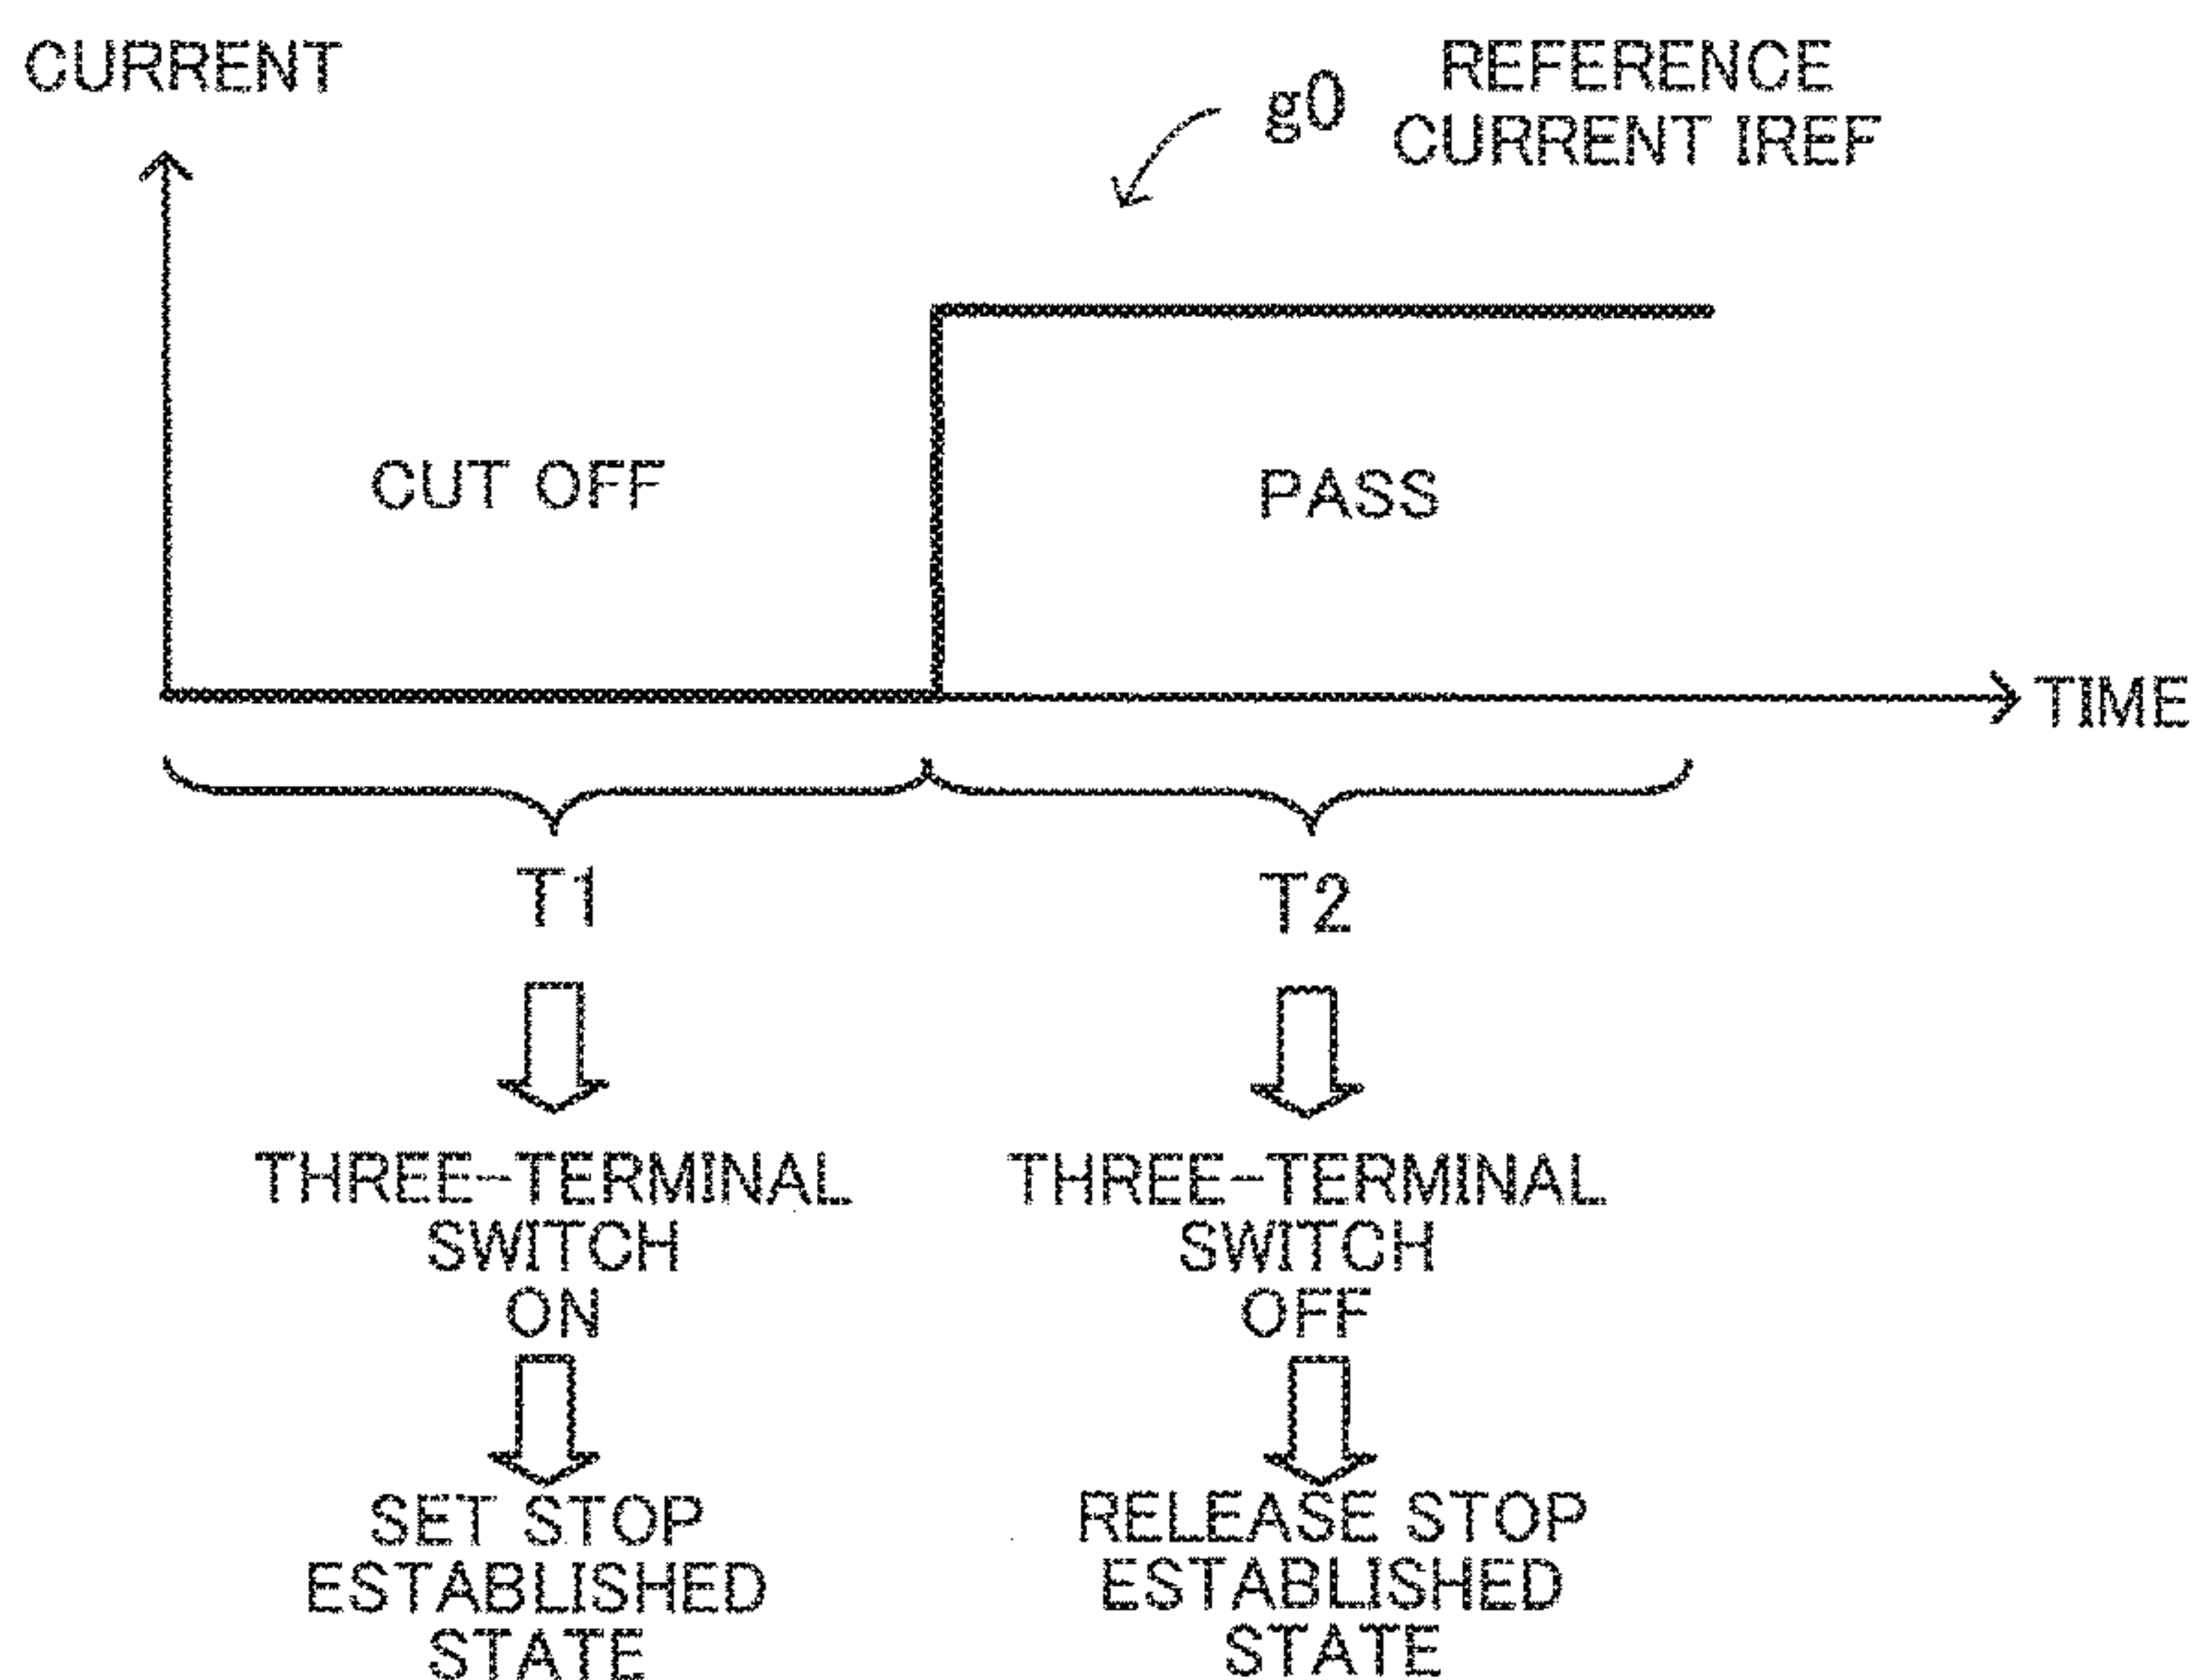 CURRENT
g0
REFERENCE
CURRENT IREF
CUT OFF
PASS
TIME
T1
T2
THREE-TERMINAL
SWITCH
ON
THREE-TERMINAL
SWITCH
OFF
SET STOP
ESTABLISHED
STATE
RELEASE STOP
ESTABLISHED
STATE